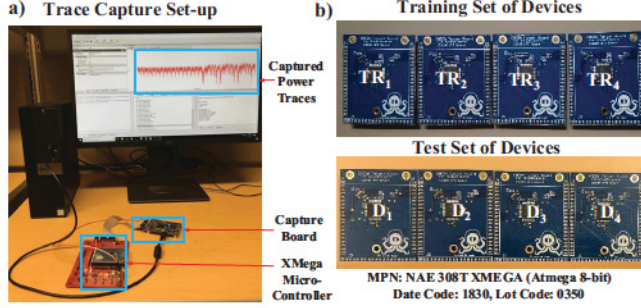 a) Trace Capture Set-up
Captured
Power
Traces
Capture
Board
XMega
Micro-
Controller
b) Training Set of Devices
TR1 TR2 TR3 TR4
Test Set of Devices
D1 D2 D3 D4
MPN: NAE 308T XMEGA (Atmega 8-bit)
Date Code: 1830, Lot Code: 0350